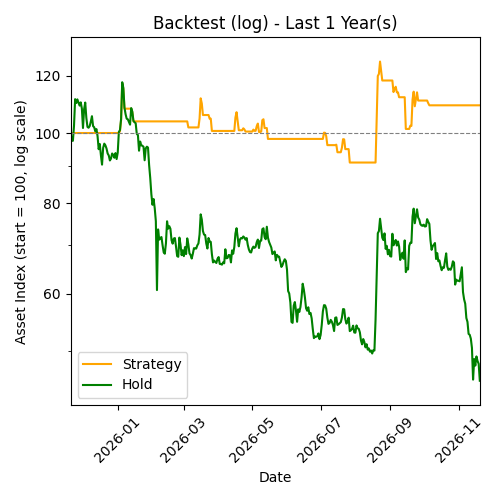 Backtest (log) - Last 1 Year(s)
Asset Index (start = 100, log scale)
120
100
80
60
Strategy
Hold
2026-01
2026-03
2026-05
2026-07
2026-09
2026-11
Date